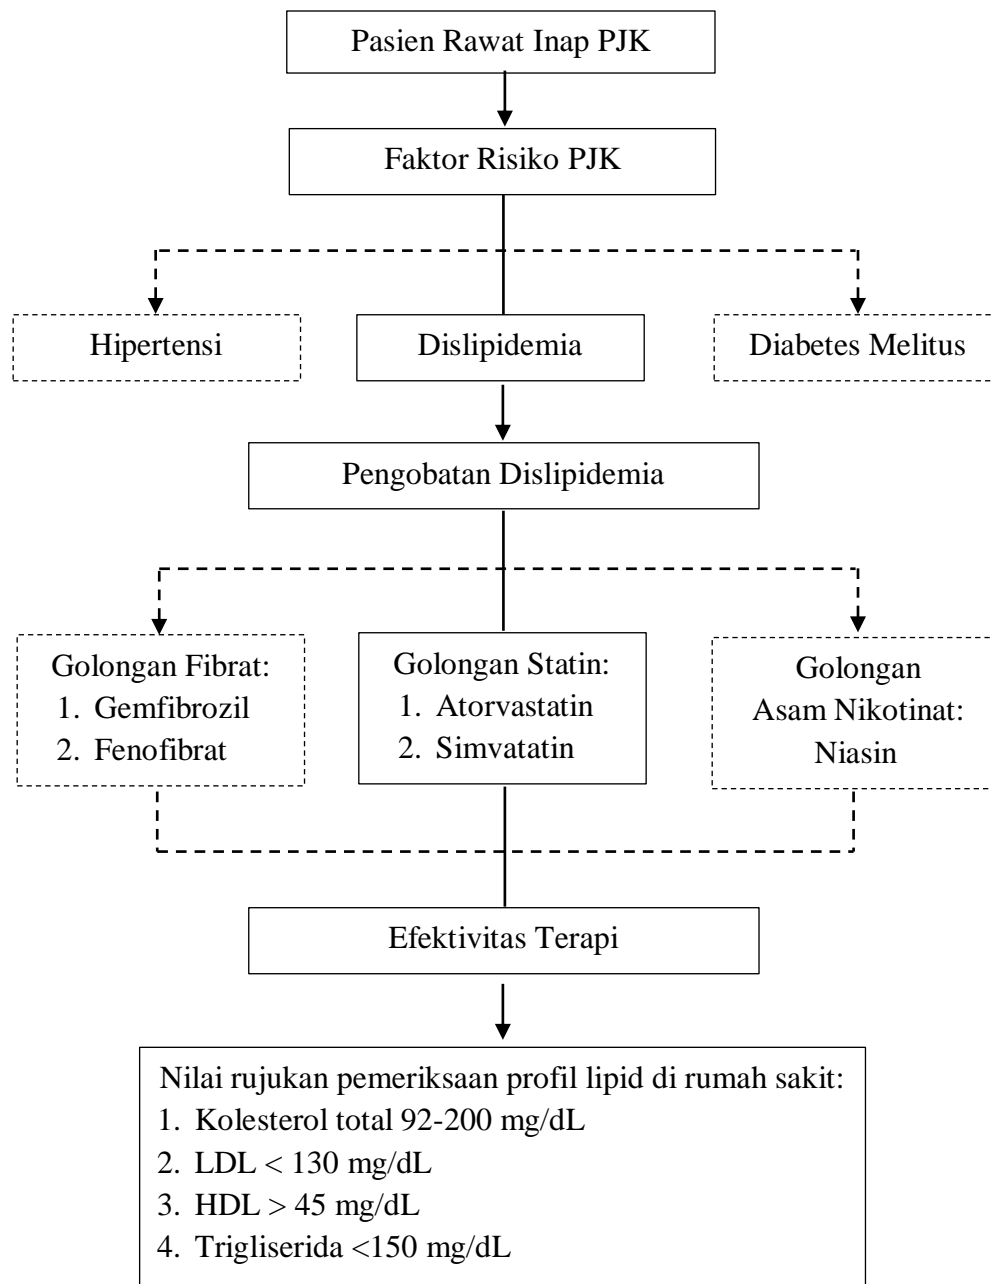 Pasien Rawat Inap PJK
Faktor Risiko PJK
Hipertensi
Dislipidemia
Diabetes Melitus
Pengobatan Dislipidemia
Golongan Fibrat:
1. Gemfibrozil
2. Fenofibrat
Golongan Statin:
1. Atorvastatin
2. Simvatatin
Golongan
Asam Nikotinat:
Niasin
Efektivitas Terapi
Nilai rujukan pemeriksaan profil lipid di rumah sakit:
1. Kolesterol total 92-200 mg/dL
2. LDL < 130 mg/dL
3. HDL > 45 mg/dL
4. Trigliserida <150 mg/dL